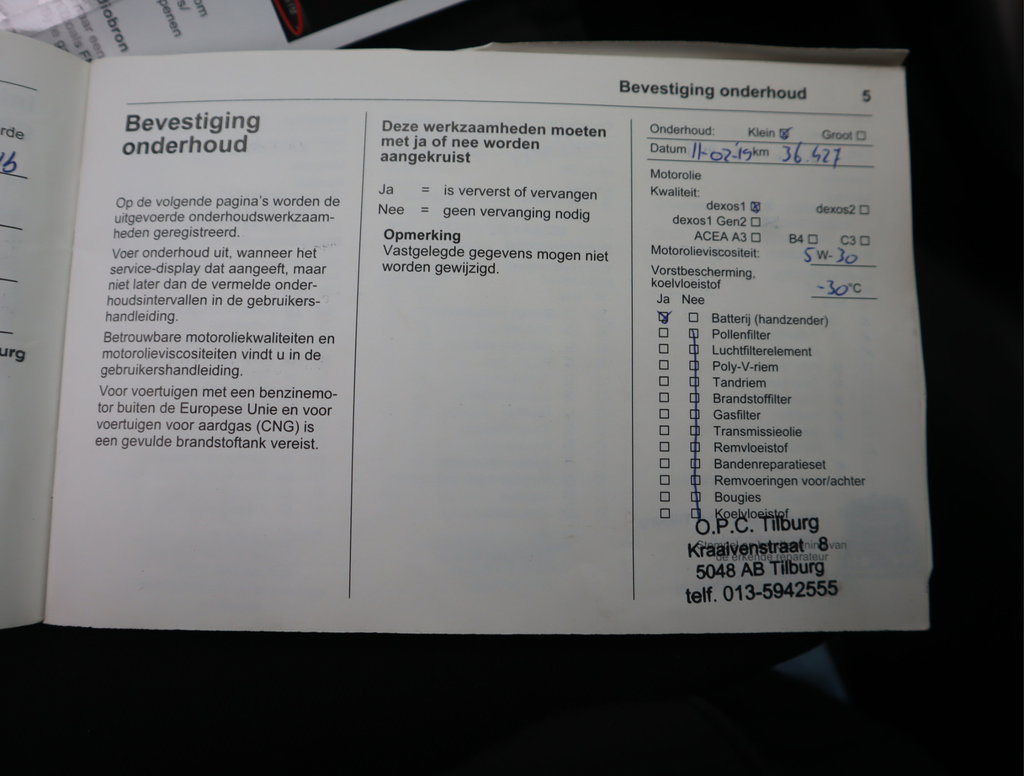 iobron
s/
penen
om
rde
16
urg
Bevestiging onderhoud 5
Bevestiging
onderhoud
Op de volgende pagina's worden de
uitgevoerde onderhoudswerkzaam-
heden geregistreerd.
Voer onderhoud uit, wanneer het
service-display dat aangeeft, maar
niet later dan de vermelde onder-
houdsintervallen in de gebruikers-
handleiding.
Betrouwbare motoroliekwaliteiten en
motorolieviscositeiten vindt u in de
gebruikershandleiding.
Voor voertuigen met een benzinemo-
tor buiten de Europese Unie en voor
voertuigen voor aardgas (CNG) is
een gevulde brandstoftank vereist.
Deze werkzaamheden moeten
met ja of nee worden
aangekruist
Ja = is ververst of vervangen
Nee = geen vervanging nodig
Opmerking
Vastgelegde gegevens mogen niet
worden gewijzigd.
Onderhoud: Klein Groot
Datum 11-02-'19 km 36.427
Motorolie
Kwaliteit:
dexos1 dexos2
dexos1 Gen2
ACEA A3 B4 C3
Motorolieviscositeit: 5 W-30
Vorstbescherming,
koelvloeistof -30°C
Ja Nee
Batterij (handzender)
Pollenfilter
Luchtfilterelement
Poly-V-riem
Tandriem
Brandstoffilter
Gasfilter
Transmissieolie
Remvloeistof
Bandenreparatieset
Remvoeringen voor/achter
Bougies
Koelvloeistof
O.P.C. Tilburg
Kraaivenstraat 8
5048 AB Tilburg
telf. 013-5942555